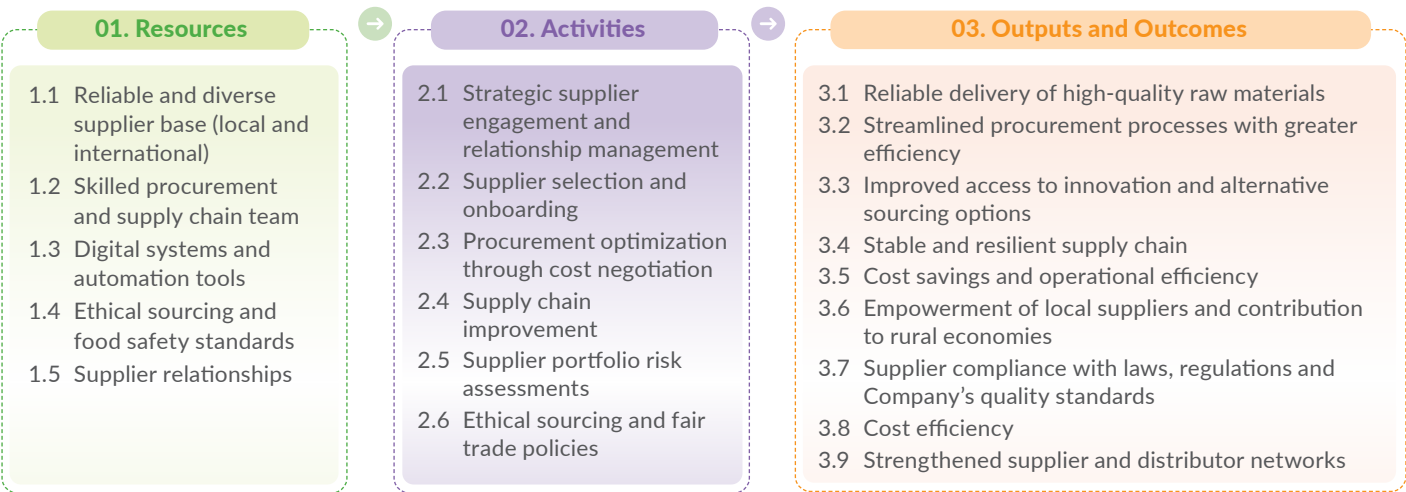 01. Resources
1.1 Reliable and diverse
supplier base (local and
international)
1.2 Skilled procurement
and supply chain team
1.3 Digital systems and
automation tools
1.4 Ethical sourcing and
food safety standards
1.5 Supplier relationships
02. Activities
2.1 Strategic supplier
engagement and
relationship management
2.2 Supplier selection and
onboarding
2.3 Procurement optimization
through cost negotiation
2.4 Supply chain
improvement
2.5 Supplier portfolio risk
assessments
2.6 Ethical sourcing and fair
trade policies
03. Outputs and Outcomes
3.1 Reliable delivery of high-quality raw materials
3.2 Streamlined procurement processes with greater
efficiency
3.3 Improved access to innovation and alternative
sourcing options
3.4 Stable and resilient supply chain
3.5 Cost savings and operational efficiency
3.6 Empowerment of local suppliers and contribution
to rural economies
3.7 Supplier compliance with laws, regulations and
Company’s quality standards
3.8 Cost efficiency
3.9 Strengthened supplier and distributor networks